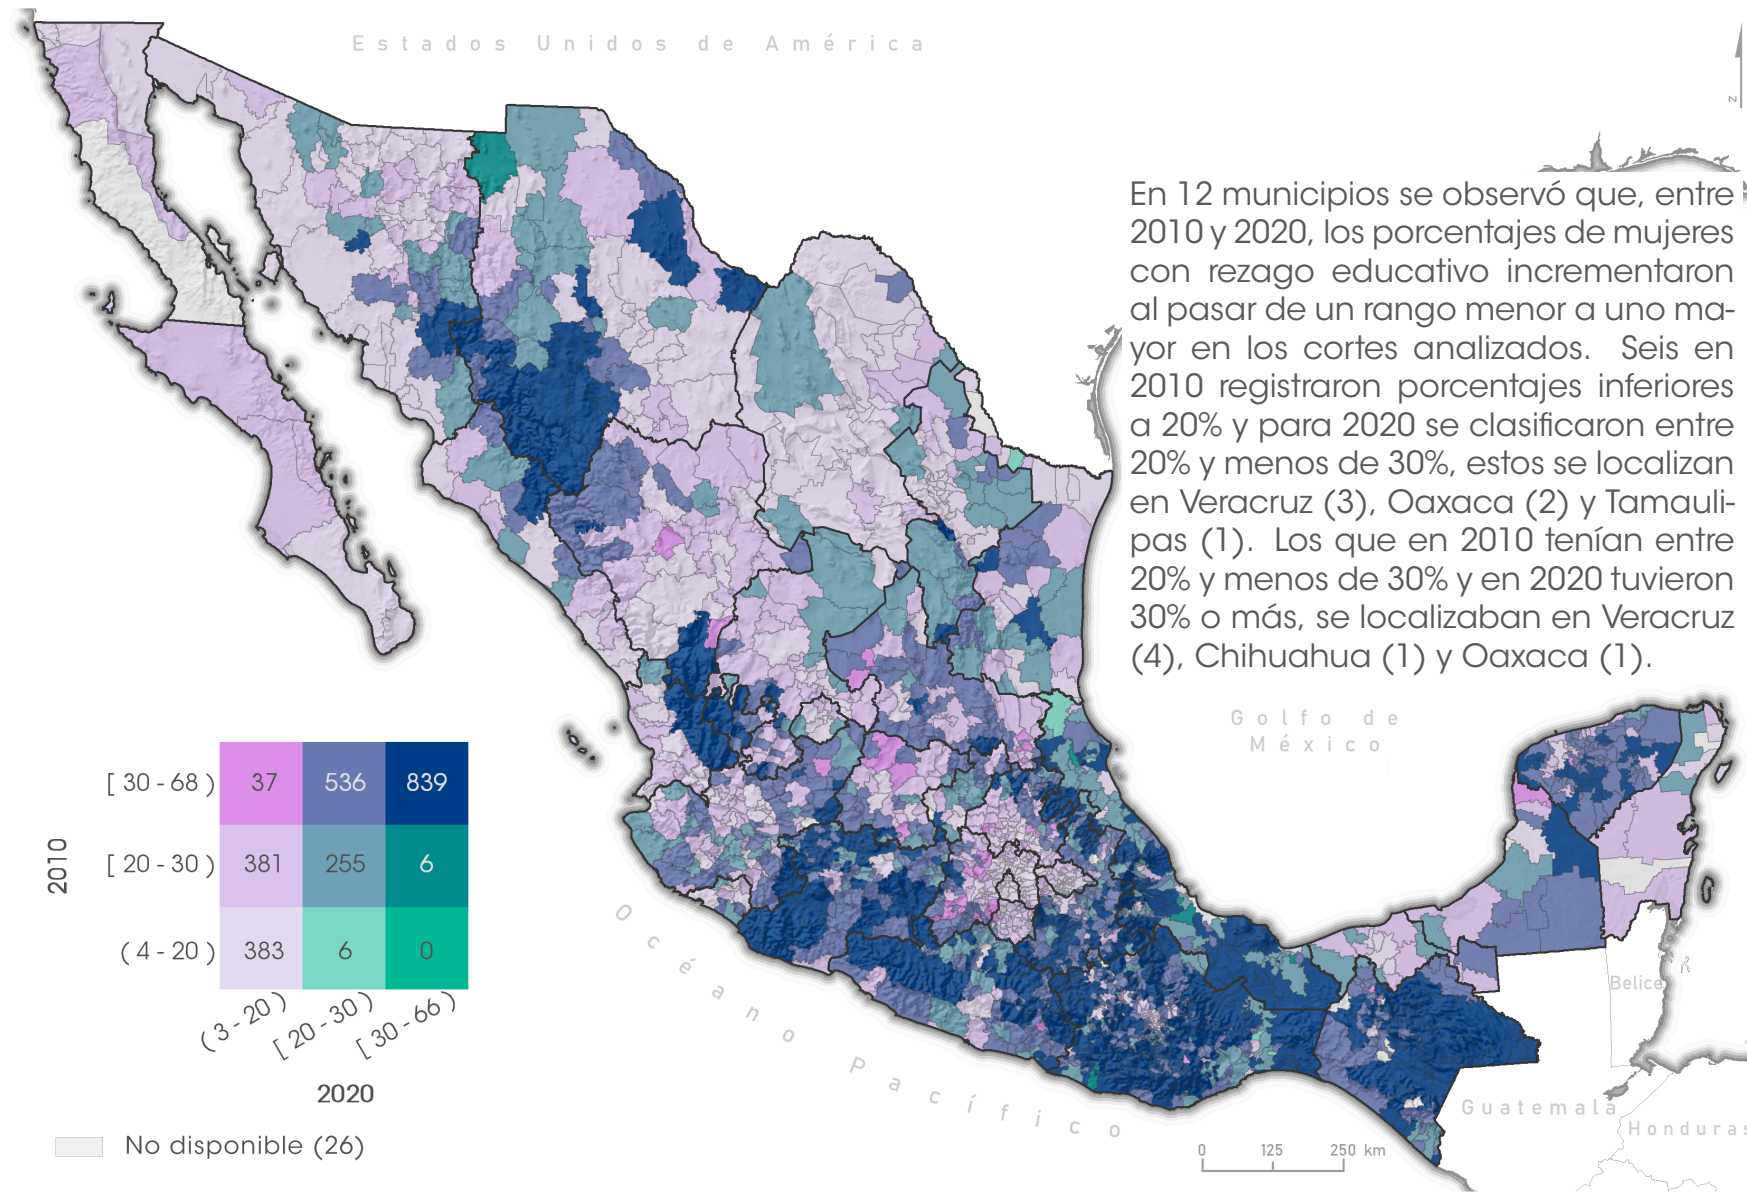 Estados Unidos de América
N
En 12 municipios se observó que, entre
2010 y 2020, los porcentajes de mujeres
con rezago educativo incrementaron
al pasar de un rango menor a uno ma-
yor en los cortes analizados. Seis en
2010 registraron porcentajes inferiores
a 20% y para 2020 se clasificaron entre
20% y menos de 30%, estos se localizan
en Veracruz (3), Oaxaca (2) y Tamauli-
pas (1). Los que en 2010 tenían entre
20% y menos de 30% y en 2020 tuvieron
30% o más, se localizaban en Veracruz
(4), Chihuahua (1) y Oaxaca (1).
Golfo de
México
[ 30 - 68 ) 37 536 839
[ 20 - 30 ) 381 255 6
( 4 - 20 ) 383 6 0
2010
( 3 - 20 ) [ 20 - 30 ) [ 30 - 66 )
2020
No disponible (26)
Océano Pacífico
Belice
Guatemala
Honduras
0 125 250 km